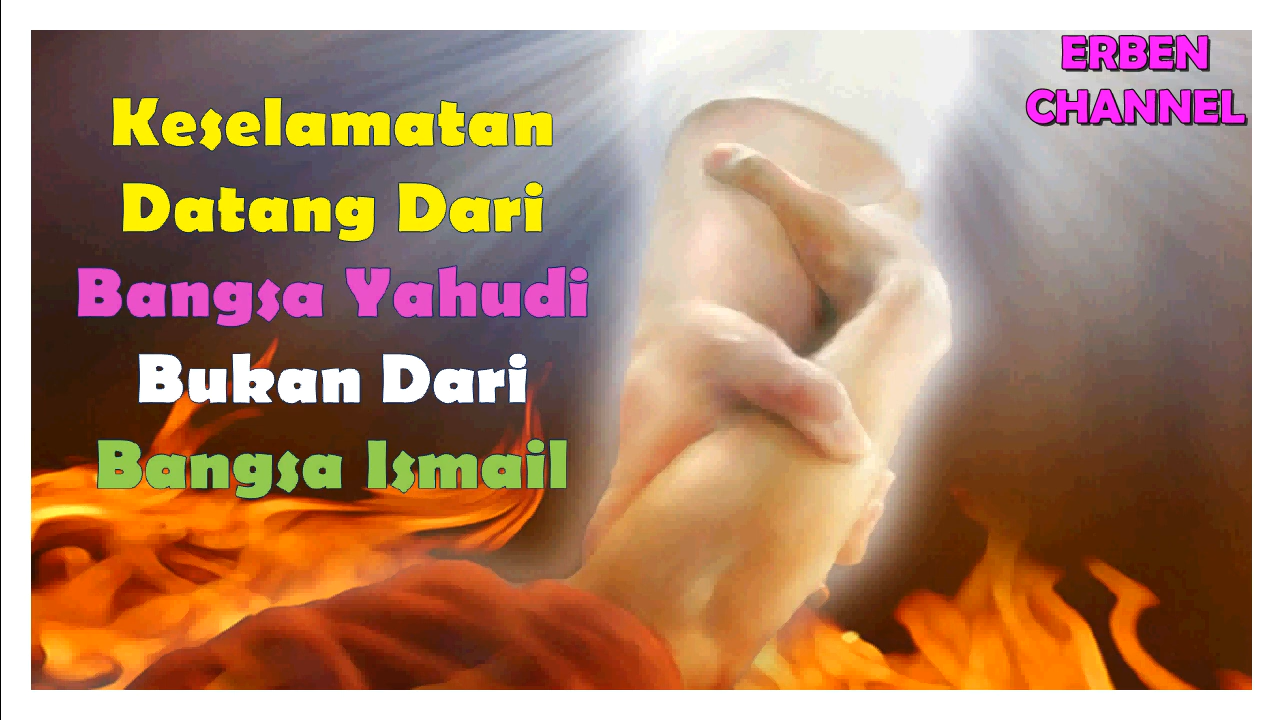 Keselamatan
Datang Dari
Bangsa Yahudi
Bukan Dari
Bangsa Ismail
ERBEN
CHANNEL